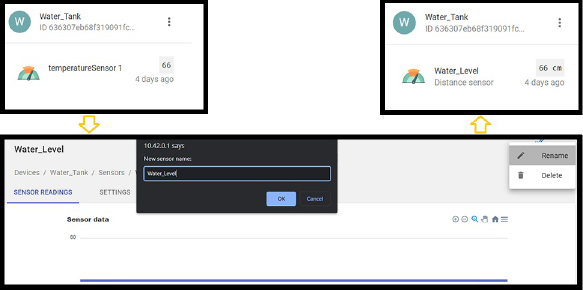 W
Water_Tank
ID 636307eb68f319091fc...
temperatureSensor 1
66
4 days ago
W
Water_Tank
ID 636307eb68f319091fc...
Water_Level
66 cm
Distance sensor
4 days ago
Water_Level
Devices / Water_Tank / Sensors /
SENSOR READINGS
SETTINGS
10.42.0.1 says
New sensor name:
Water_Level
OK
Cancel
Rename
Delete
Sensor data